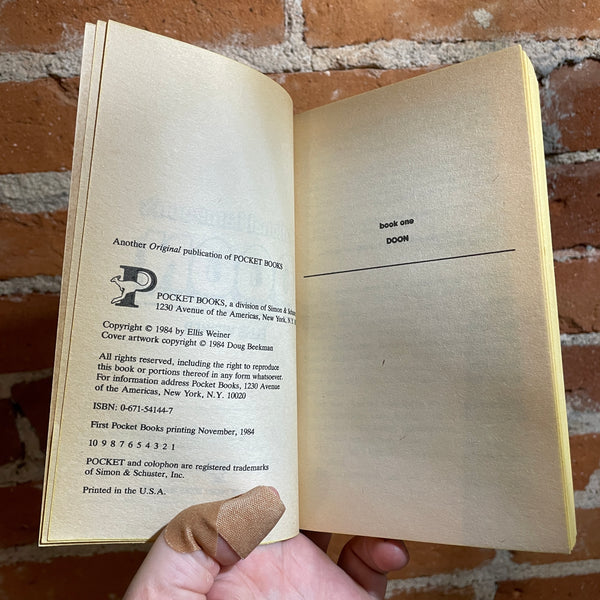 Another Original publication of POCKET BOOKS
P
POCKET BOOKS, a division of Simon & Schuster
1230 Avenue of the Americas, New York, N.Y.
Copyright © 1984 by Ellis Weiner
Cover artwork copyright © 1984 Doug Beekman
All rights reserved, including the right to reproduce
this book or portions thereof in any form whatsoever.
For information address Pocket Books, 1230 Avenue
of the Americas, New York, N.Y. 10020
ISBN: 0-671-54144-7
First Pocket Books printing November, 1984
10 9 8 7 6 5 4 3 2 1
POCKET and colophon are registered trademarks
of Simon & Schuster, Inc.
Printed in the U.S.A.
book one
DOON